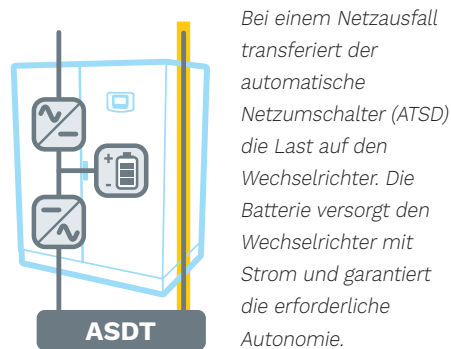 Bei einem Netzausfall
transferiert der
automatische
Netzumschalter (ATSD)
die Last auf den
Wechselrichter. Die
Batterie versorgt den
Wechselrichter mit
Strom und garantiert
die erforderliche
Autonomie.
ASDT